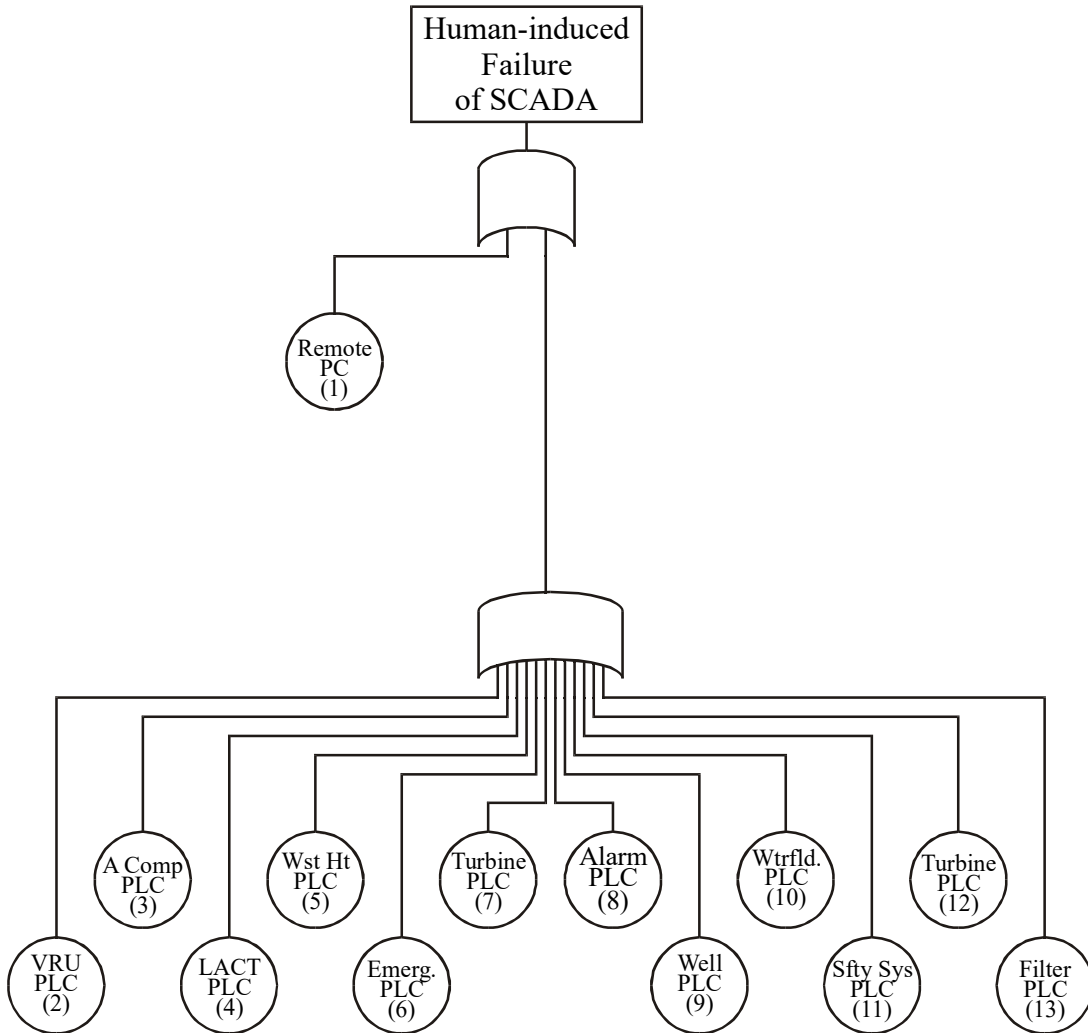 Human-induced
Failure
of SCADA
Remote
PC
(1)
A Comp
PLC
(3)
Wst Ht
PLC
(5)
Turbine
PLC
(7)
Alarm
PLC
(8)
Wtrfld.
PLC
(10)
Turbine
PLC
(12)
VRU
PLC
(2)
LACT
PLC
(4)
Emerg.
PLC
(6)
Well
PLC
(9)
Sfty Sys
PLC
(11)
Filter
PLC
(13)